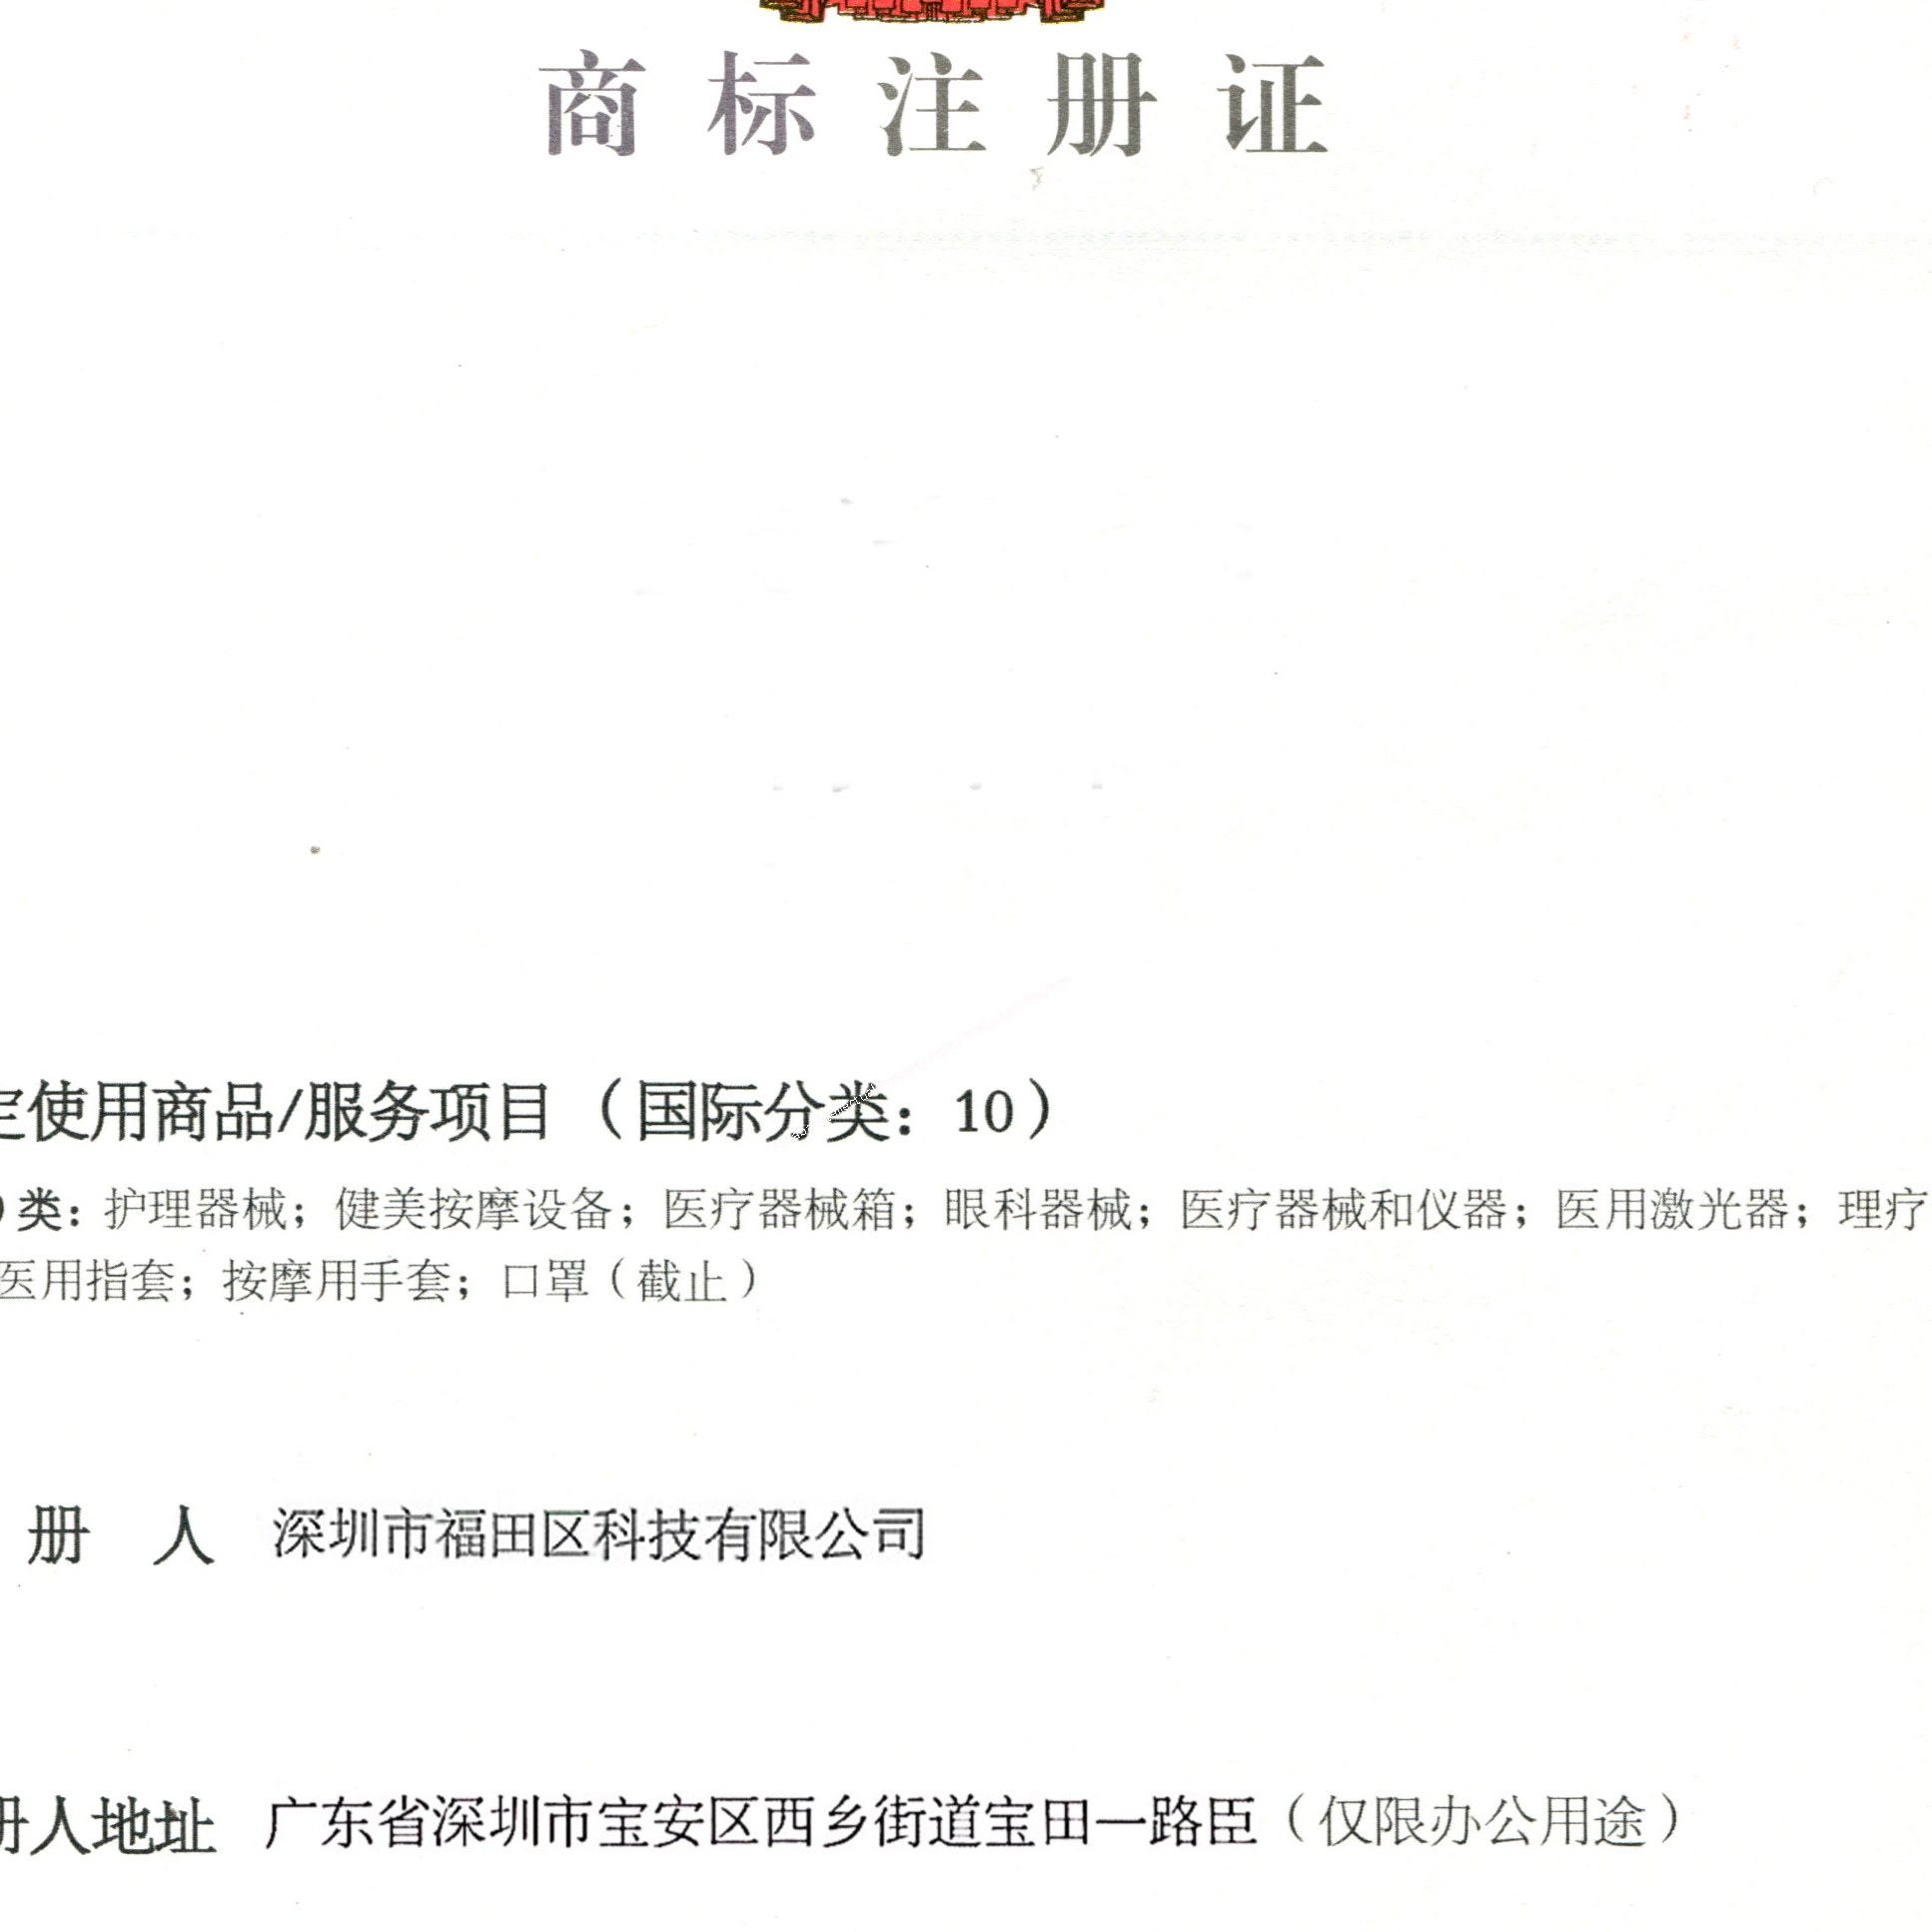 商标注册证
定使用商品/服务项目（国际分类：10）
类：护理器械；健美按摩设备；医疗器械箱；眼科器械；医疗器械和仪器；医用激光器；理疗
医用指套；按摩用手套；口罩（截止）
册 人 深圳市福田区科技有限公司
册人地址 广东省深圳市宝安区西乡街道宝田一路臣（仅限办公用途）